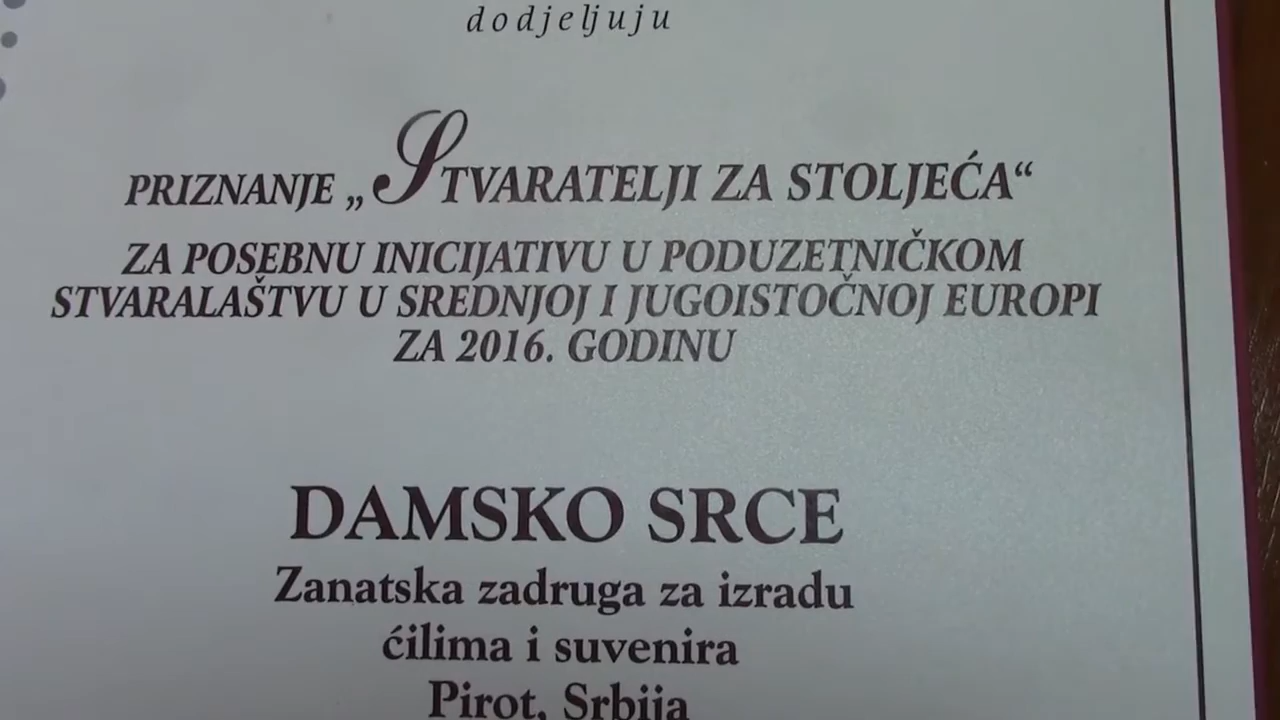 dodjeljuju
PRIZNANJE „STVARATELJI ZA STOLJEĆA“
ZA POSEBNU INICIJATIVU U PODUZETNIČKOM
STVARALAŠTVU U SREDNJOJ I JUGOISTOČNOJ EUROPI
ZA 2016. GODINU
DAMSKO SRCE
Zanatska zadruga za izradu
ćilima i suvenira
Pirot, Srbija